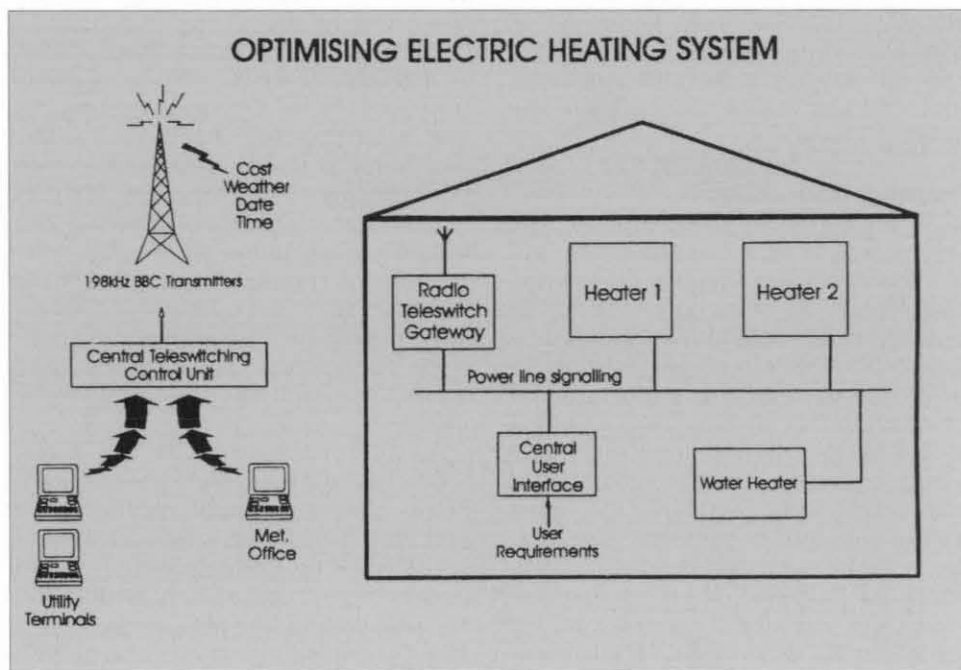 OPTIMISING ELECTRIC HEATING SYSTEM
Cost
Weather
Date
Time
198kHz BBC Transmitters
Central Teleswitching
Control Unit
Met.
Office
Utility
Terminals
Radio
Teleswitch
Gateway
Heater 1
Heater 2
Power line signalling
Central
User
Interface
Water Heater
User
Requirements